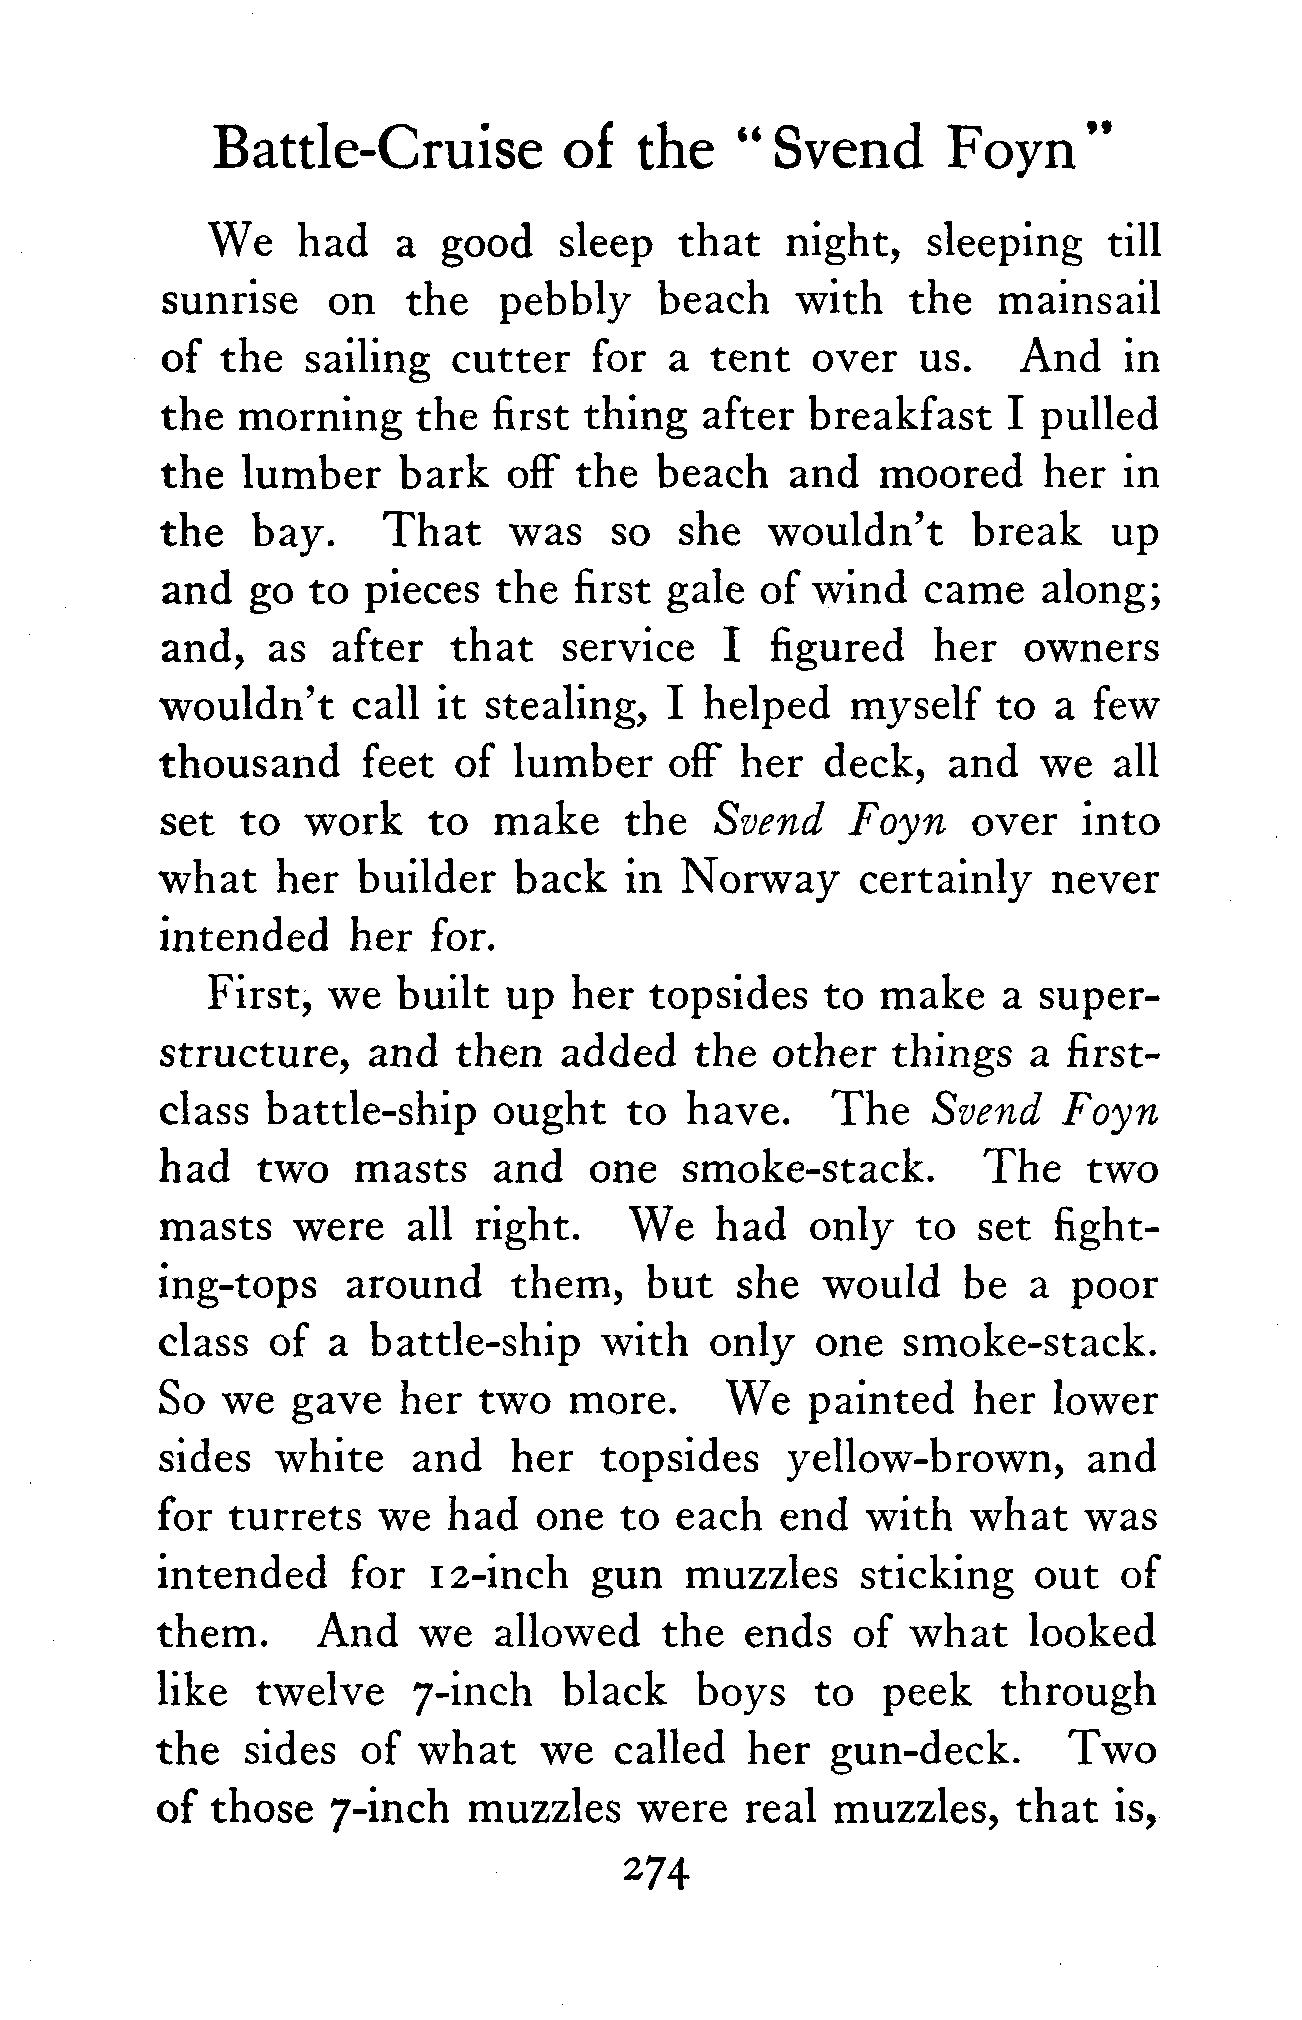 Battle-Cruise of the "Svend Foyn"
We had a good sleep that night, sleeping till
sunrise on the pebbly beach with the mainsail
of the sailing cutter for a tent over us. And in
the morning the first thing after breakfast I pulled
the lumber bark off the beach and moored her in
the bay. That was so she wouldn't break up
and go to pieces the first gale of wind came along;
and, as after that service I figured her owners
wouldn't call it stealing, I helped myself to a few
thousand feet of lumber off her deck, and we all
set to work to make the Svend Foyn over into
what her builder back in Norway certainly never
intended her for.
First, we built up her topsides to make a super-
structure, and then added the other things a first-
class battle-ship ought to have. The Svend Foyn
had two masts and one smoke-stack. The two
masts were all right. We had only to set fight-
ing-tops around them, but she would be a poor
class of a battle-ship with only one smoke-stack.
So we gave her two more. We painted her lower
sides white and her topsides yellow-brown, and
for turrets we had one to each end with what was
intended for 12-inch gun muzzles sticking out of
them. And we allowed the ends of what looked
like twelve 7-inch black boys to peek through
the sides of what we called her gun-deck. Two
of those 7-inch muzzles were real muzzles, that is,
274